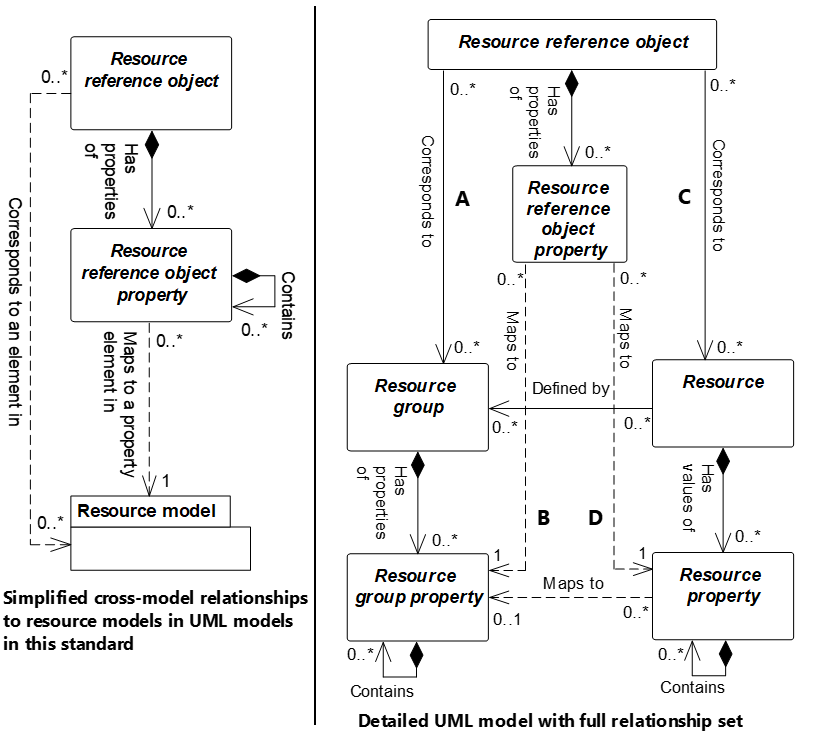 Resource
reference object
0..*
Has
properties
of
0..*
Corresponds to an element in
Resource
reference object
property
Contains
0..*
0..*
Maps to a property
element in
1
Resource model
0..*
Simplified cross-model relationships
to resource models in UML models
in this standard
Resource reference object
0..*
Has
properties
of
0..*
0..*
Corresponds to
A
Corresponds to
C
Resource
reference
object
property
0..*
0..*
Maps to
Maps to
0..*
0..*
Resource
group
Resource
Defined by
0..*
0..*
Has
properties
of
Has
values of
B
D
0..*
0..*
1
1
Resource
group property
Resource
property
Maps to
0..1
0..*
0..*
0..*
Contains
Contains
Detailed UML model with full relationship set